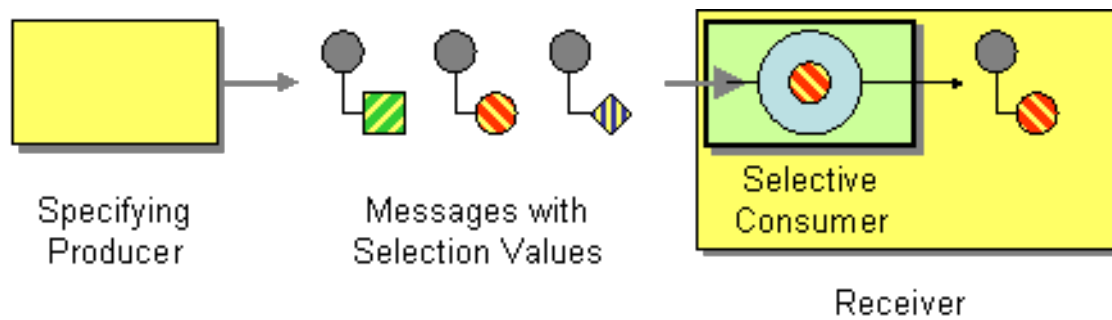 Specifying
Producer
Messages with
Selection Values
Selective
Consumer
Receiver